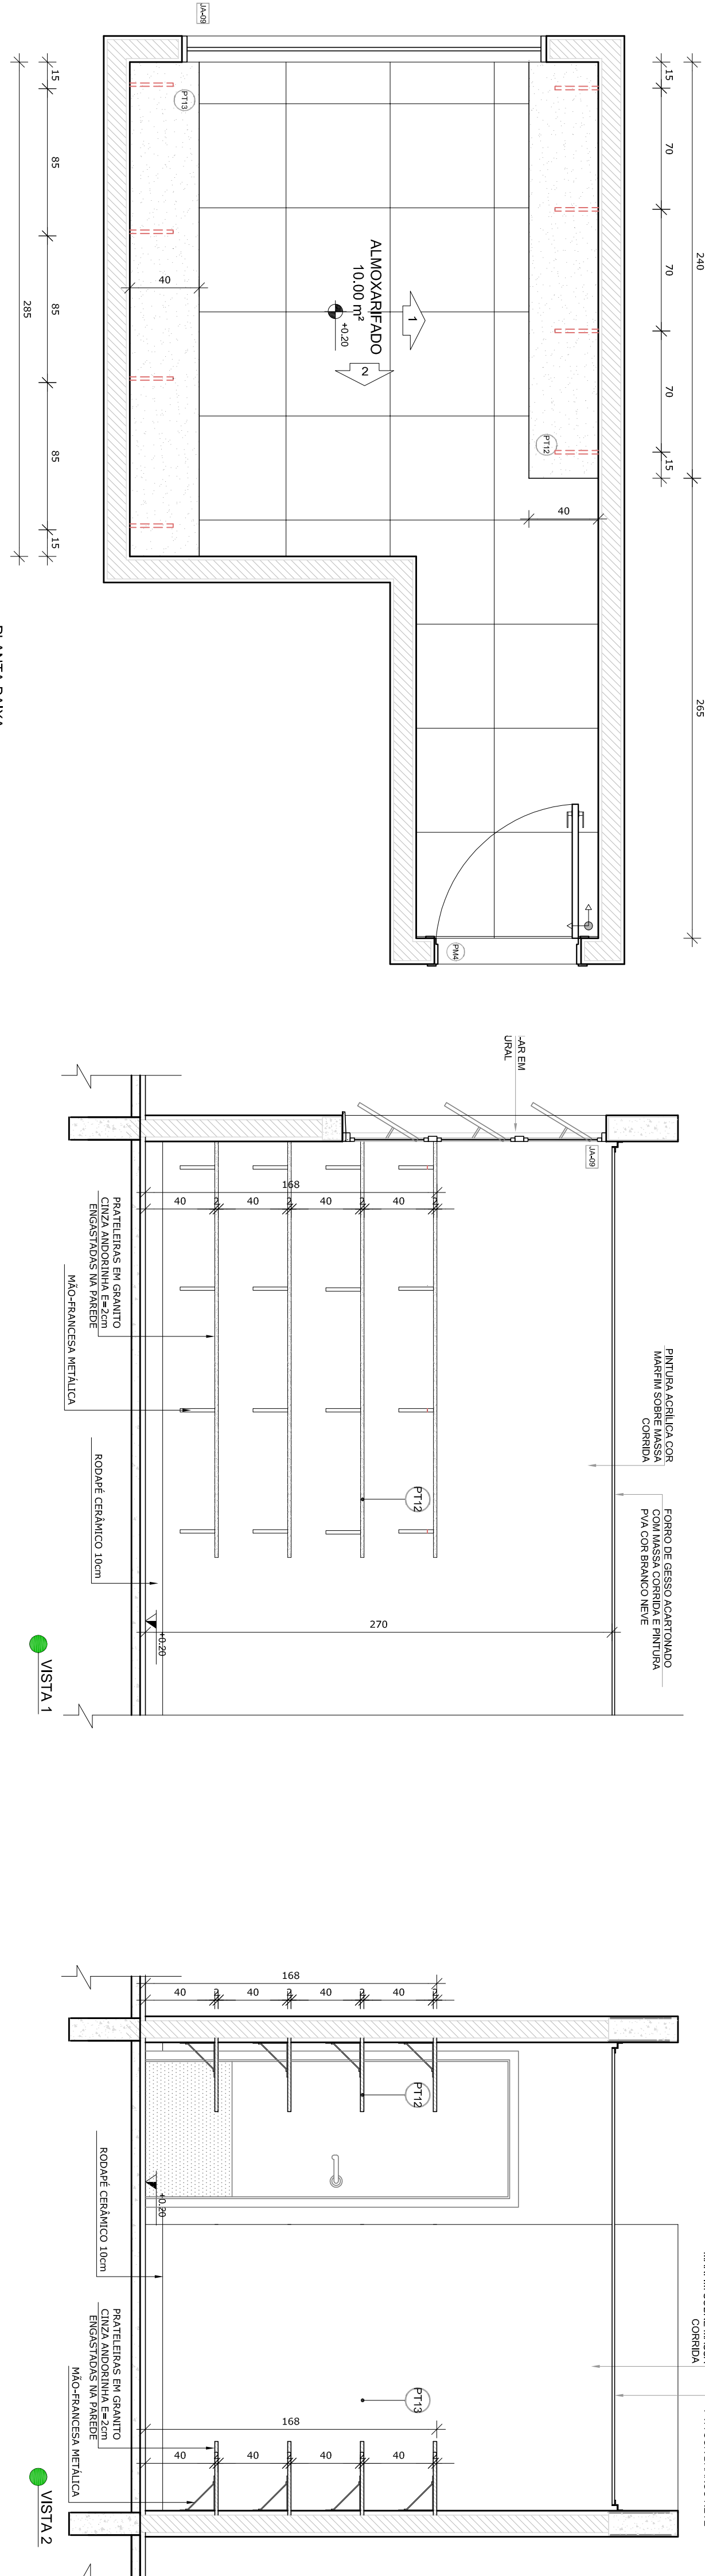 JA-09
15
70
70
70
15
240
265
PT13
PT12
40
40
ALMOXARIFADO
10.00 m²
+0.20
1
2
15
85
85
85
15
285
PM4
VISTA 1
JA-09
PINTURA ACRÍLICA COR
MARFIM SOBRE MASSA
CORRIDA
FORRO DE GESSO ACARTONADO
COM MASSA CORRIDA E PINTURA
PVA COR BRANCO NEVE
168
40
2
40
2
40
2
40
2
PT12
270
+0.20
PRATELEIRAS EM GRANITO
CINZA ANDORINHA E=2cm
ENGASTADAS NA PAREDE
MÃO-FRANCESA METÁLICA
RODAPÉ CERÂMICO 10cm
VISTA 2
CORRIDA
168
40
2
40
2
40
2
40
2
PT12
+0.20
PT13
168
40
2
40
2
40
2
40
2
RODAPÉ CERÂMICO 10cm
PRATELEIRAS EM GRANITO
CINZA ANDORINHA E=2cm
ENGASTADAS NA PAREDE
MÃO-FRANCESA METÁLICA